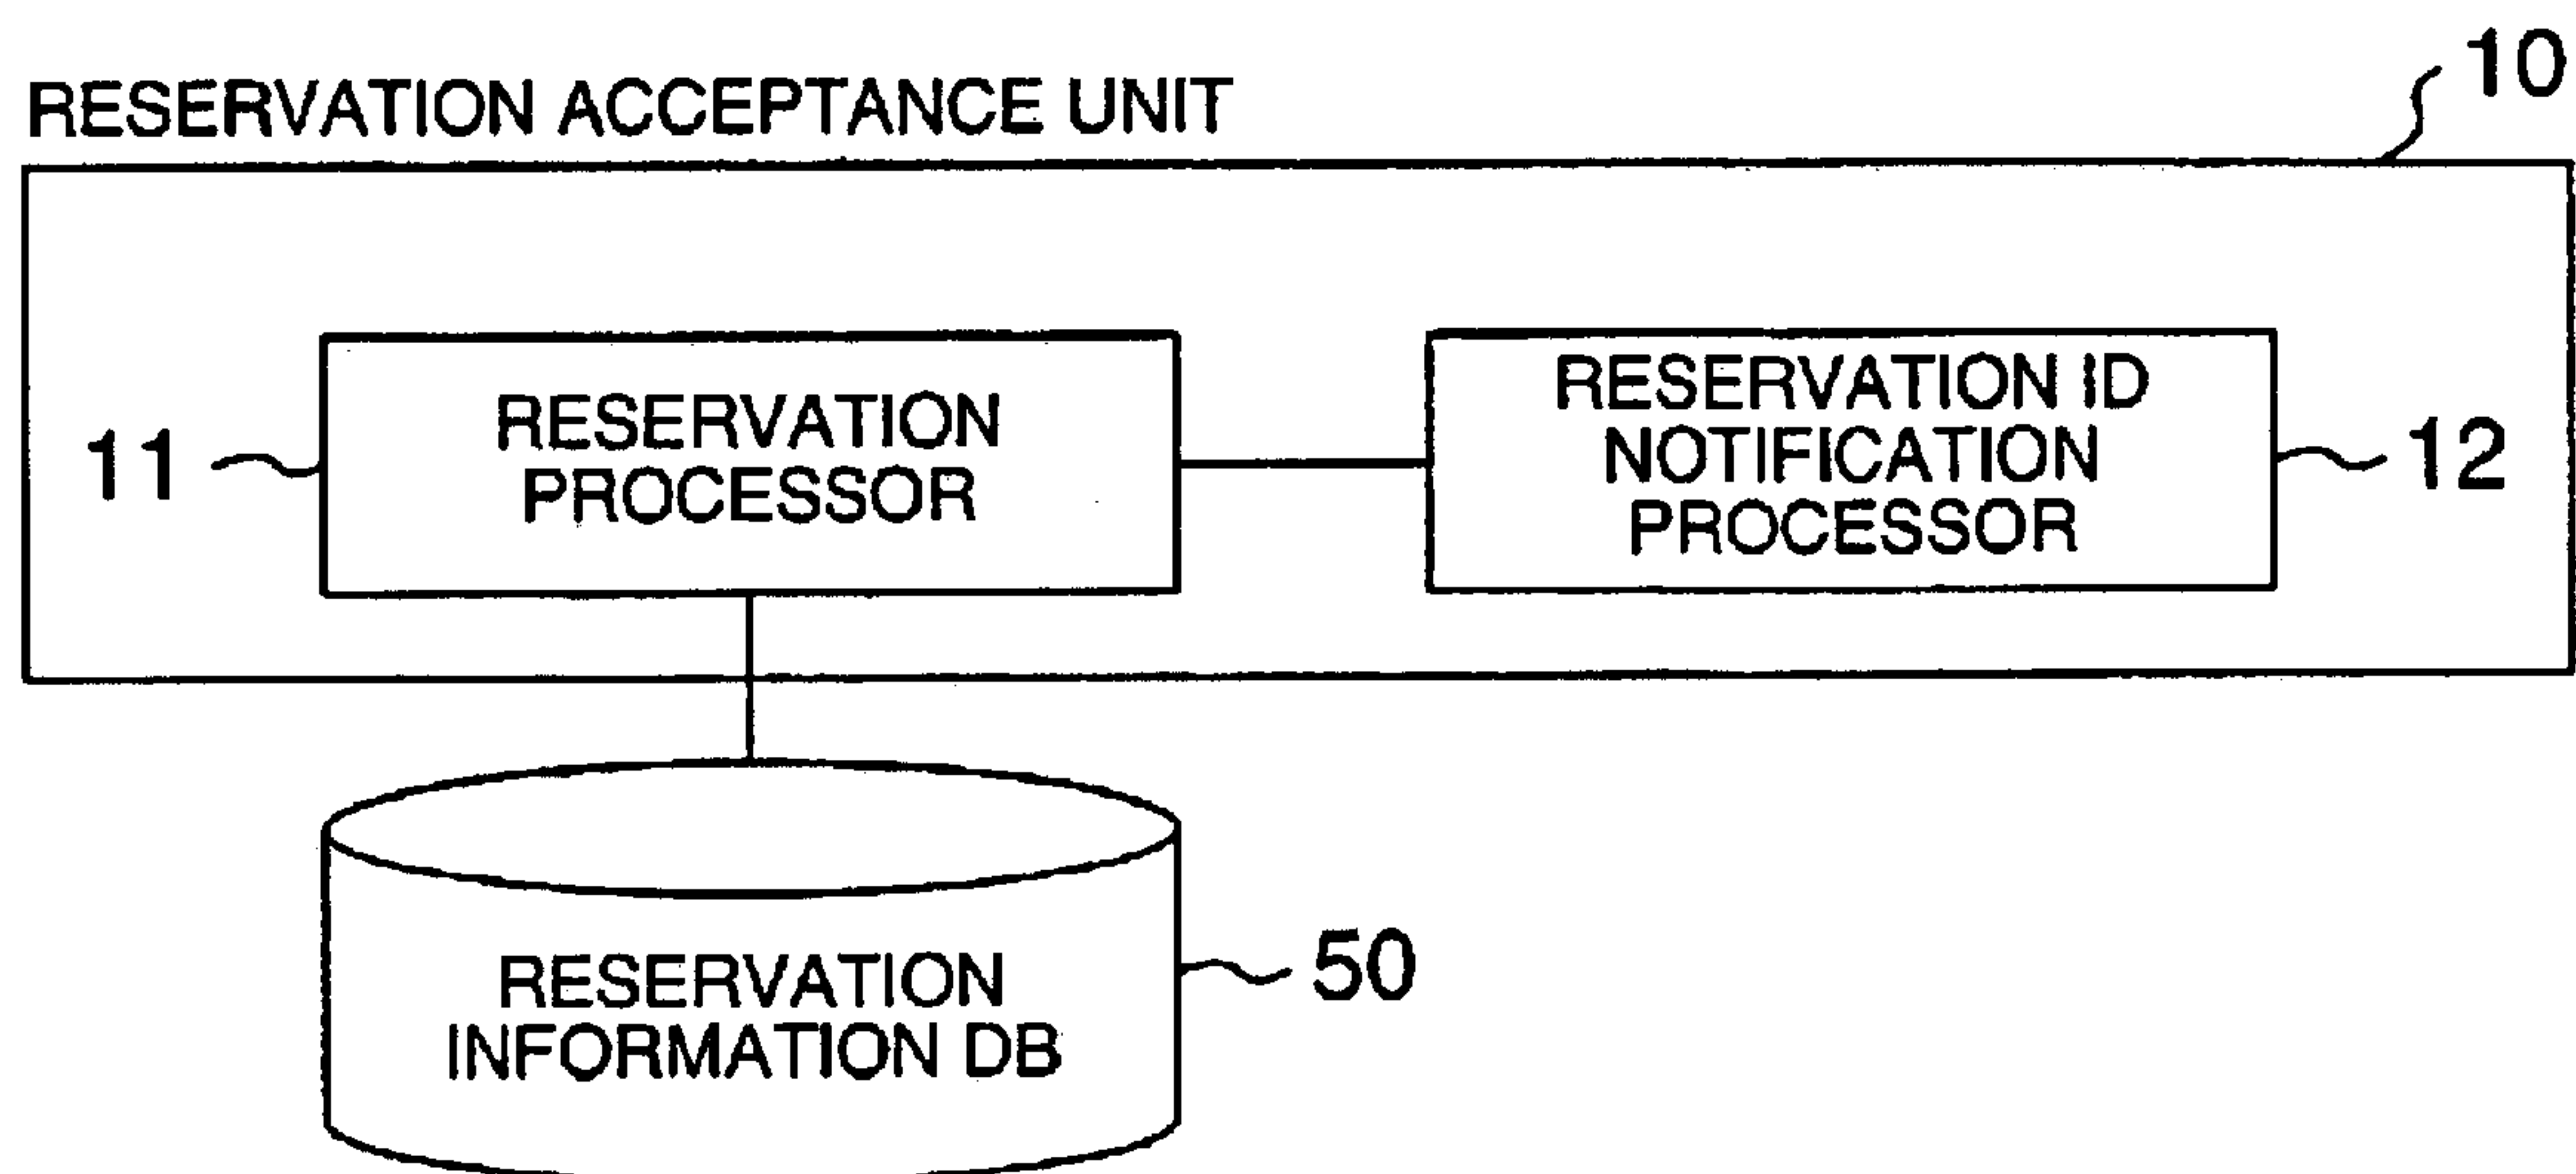 10
RESERVATION ACCEPTANCE UNIT
11
RESERVATION
PROCESSOR
RESERVATION ID
NOTIFICATION
PROCESSOR
12
RESERVATION
INFORMATION DB
50